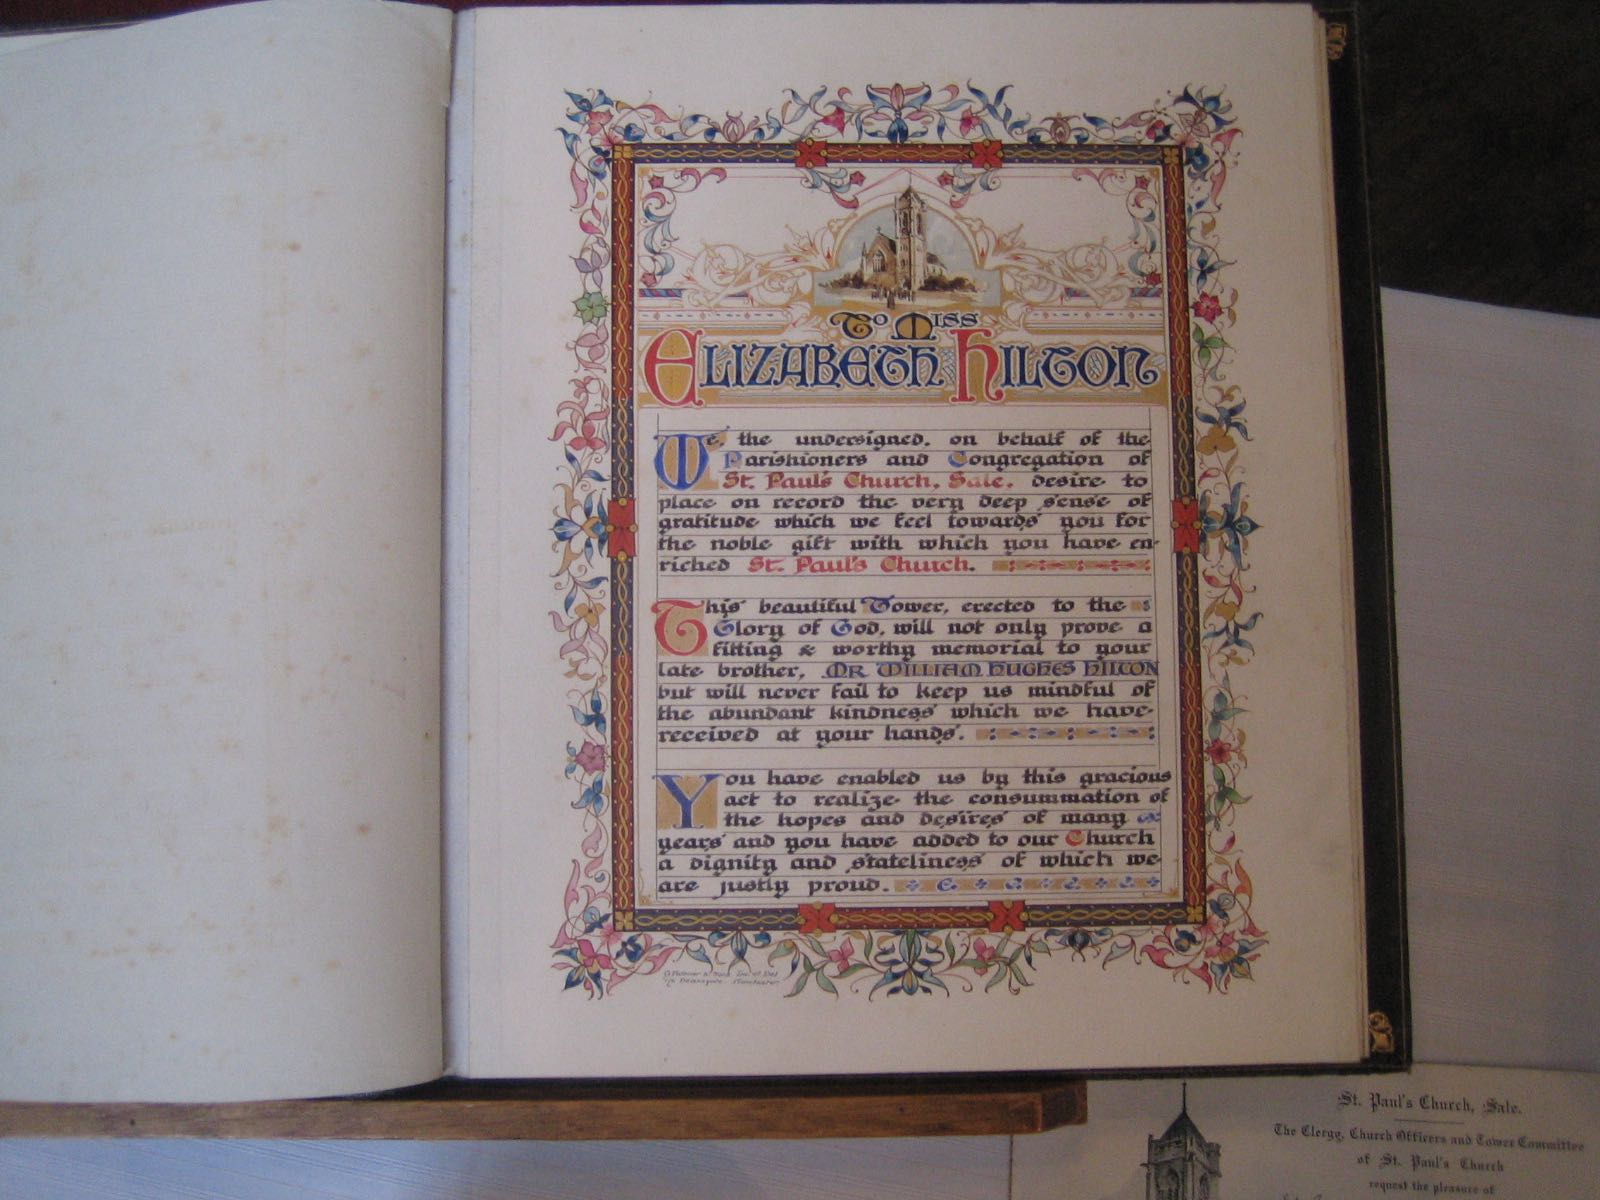 To Miss
Elizabeth Hilton
We, the undersigned, on behalf of the
Parishioners and Congregation of
St. Paul's Church, Sale, desire to
place on record the very deep sense of
gratitude which we feel towards you for
the noble gift with which you have en-
riched St. Paul's Church.
This beautiful Tower, erected to the
Glory of God, will not only prove a
fitting & worthy memorial to your
late brother, MR WILLIAM HUGHES HILTON
but will never fail to keep us mindful of
the abundant kindness which we have
received at your hands.
You have enabled us by this gracious
act to realize the consummation of
the hopes and desires of many
years and you have added to our Church
a dignity and stateliness of which we
are justly proud.
Deansgate. Manchester.
St. Paul's Church, Sale.
The Clergy, Church Officers and Tower Committee
of St. Paul's Church
request the pleasure of